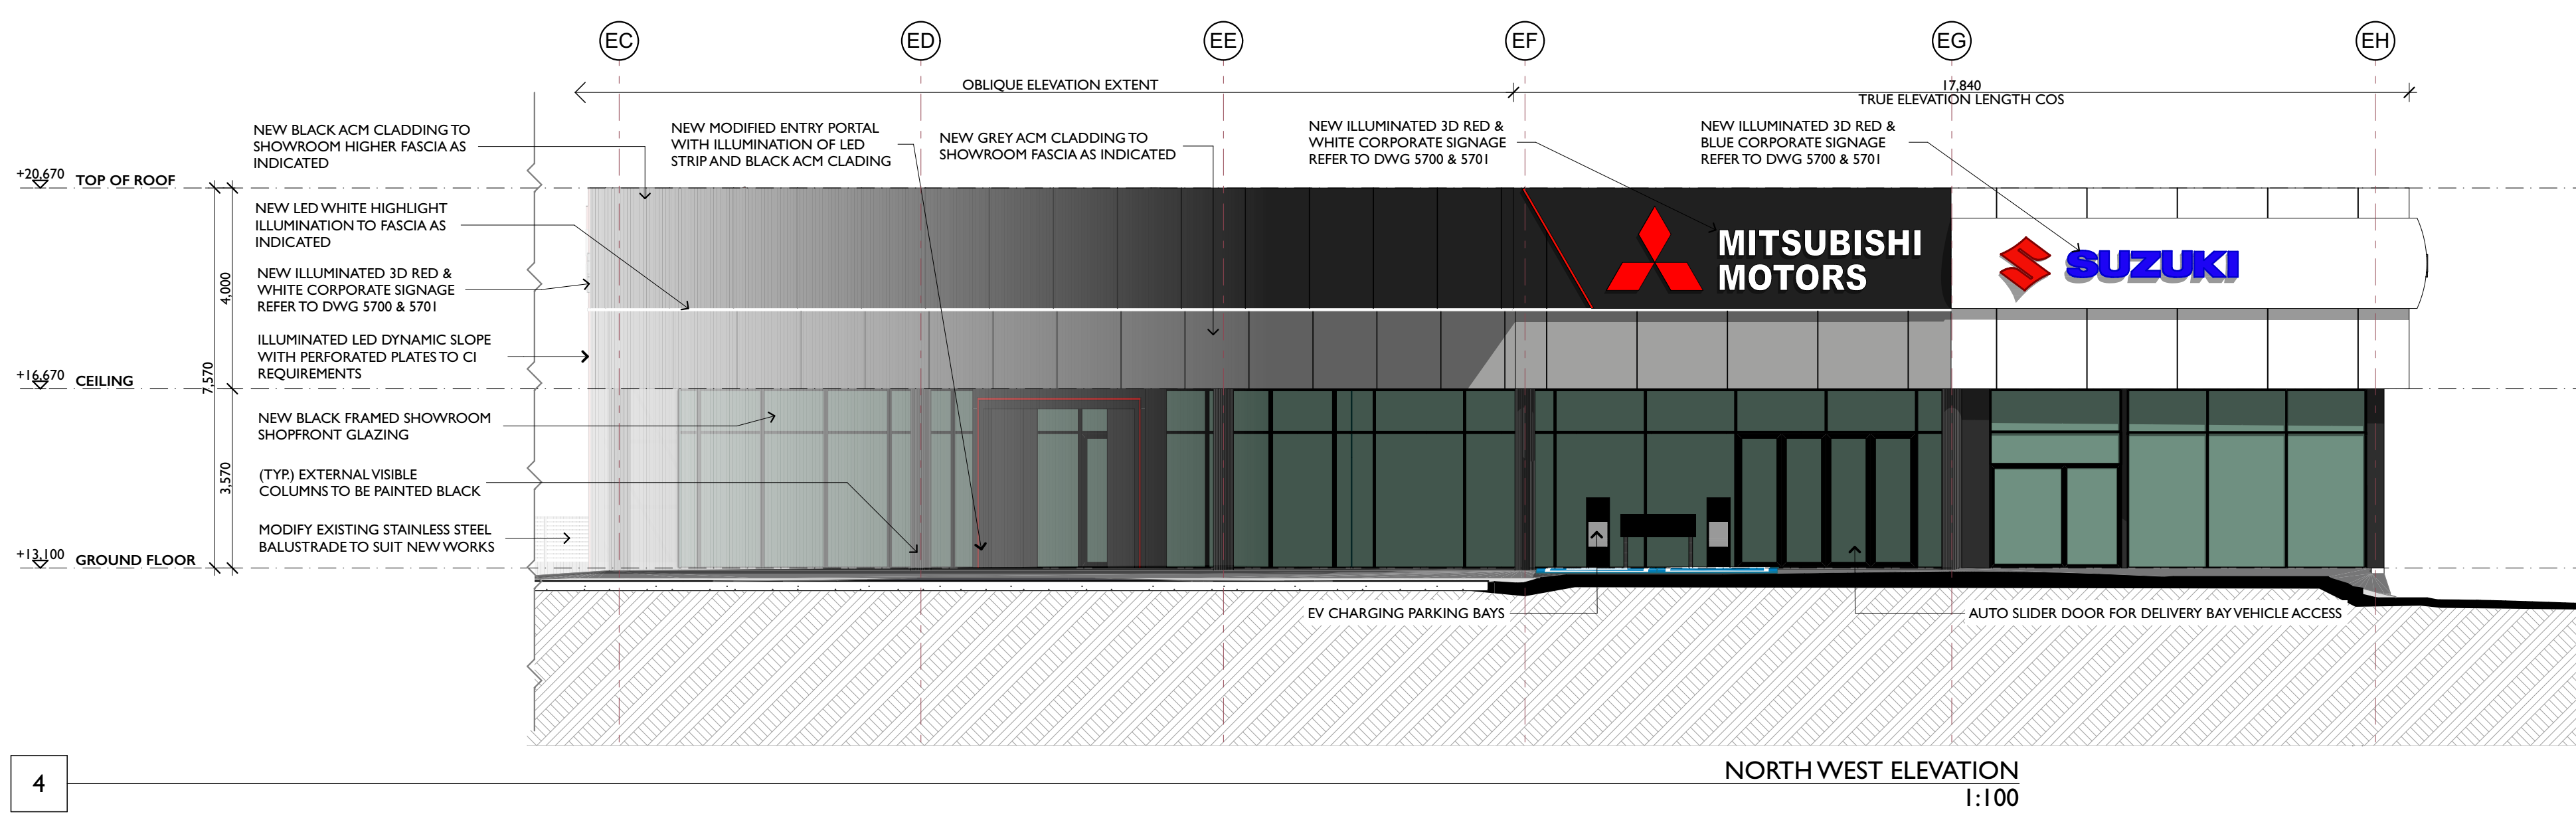 EC
ED
EE
EF
EG
EH
OBLIQUE ELEVATION EXTENT
17,840
TRUE ELEVATION LENGTH COS
NEW BLACK ACM CLADDING TO
SHOWROOM HIGHER FASCIA AS
INDICATED
NEW MODIFIED ENTRY PORTAL
WITH ILLUMINATION OF LED
STRIP AND BLACK ACM CLADING
NEW GREY ACM CLADDING TO
SHOWROOM FASCIA AS INDICATED
NEW ILLUMINATED 3D RED &
WHITE CORPORATE SIGNAGE
REFER TO DWG 5700 & 5701
NEW ILLUMINATED 3D RED &
BLUE CORPORATE SIGNAGE
REFER TO DWG 5700 & 5701
+20,670
TOP OF ROOF
NEW LED WHITE HIGHLIGHT
ILLUMINATION TO FASCIA AS
INDICATED
NEW ILLUMINATED 3D RED &
WHITE CORPORATE SIGNAGE
REFER TO DWG 5700 & 5701
ILLUMINATED LED DYNAMIC SLOPE
WITH PERFORATED PLATES TO CI
REQUIREMENTS
4,000
7,570
3,570
MITSUBISHI
MOTORS
SUZUKI
+16,670
CEILING
NEW BLACK FRAMED SHOWROOM
SHOPFRONT GLAZING
(TYP.) EXTERNAL VISIBLE
COLUMNS TO BE PAINTED BLACK
MODIFY EXISTING STAINLESS STEEL
BALUSTRADE TO SUIT NEW WORKS
+13,100
GROUND FLOOR
EV CHARGING PARKING BAYS
AUTO SLIDER DOOR FOR DELIVERY BAY VEHICLE ACCESS
4
NORTH WEST ELEVATION
1:100